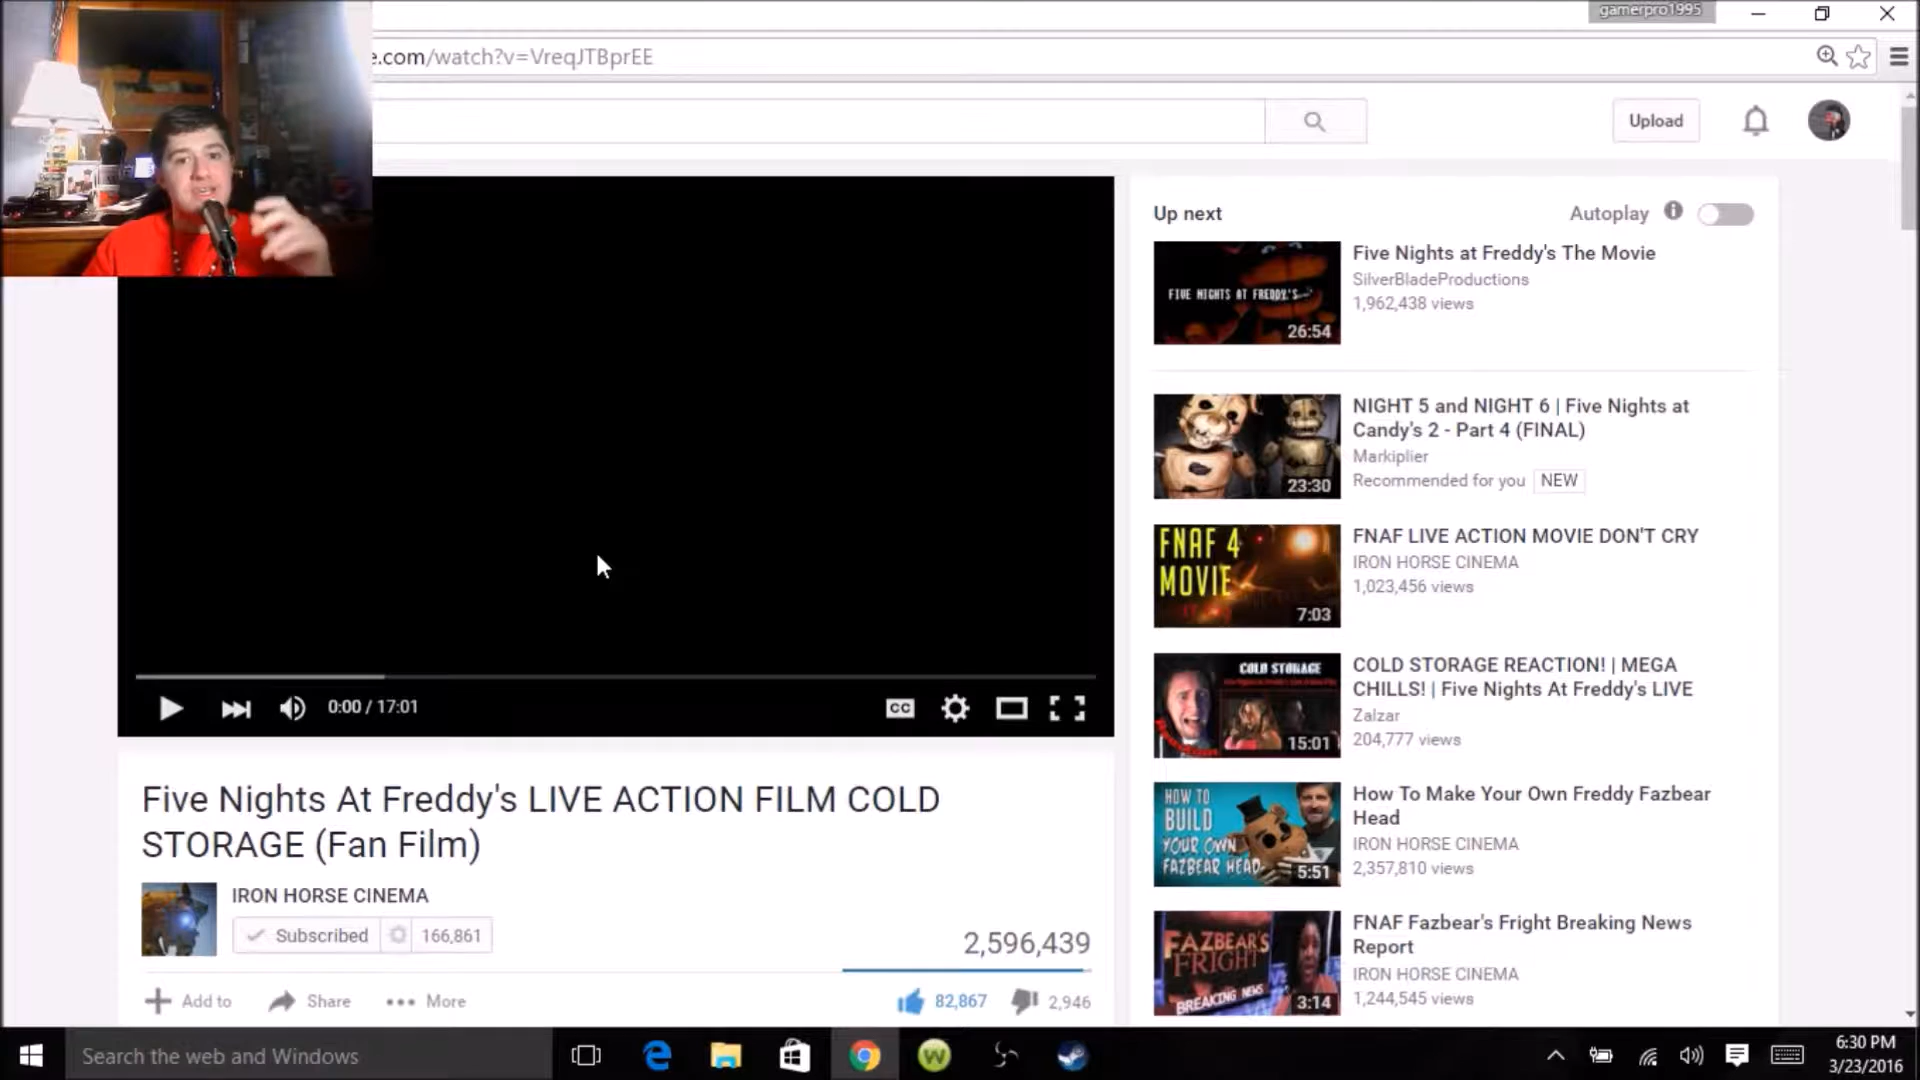 gamerpro1995
e.com/watch?v=VreqJTBprEE
Upload
Up next
Autoplay
FIVE NIGHTS AT FREDDY'S
26:54
Five Nights at Freddy's The Movie
SilverBladeProductions
1,962,438 views
23:30
NIGHT 5 and NIGHT 6 | Five Nights at
Candy's 2 - Part 4 (FINAL)
Markiplier
Recommended for you NEW
FNAF 4
MOVIE
7:03
FNAF LIVE ACTION MOVIE DON'T CRY
IRON HORSE CINEMA
1,023,456 views
COLD STORAGE
15:01
COLD STORAGE REACTION! | MEGA
CHILLS! | Five Nights At Freddy's LIVE
Zalzar
204,777 views
HOW TO
BUILD
YOUR OWN
FAZBEAR HEAD
5:51
How To Make Your Own Freddy Fazbear
Head
IRON HORSE CINEMA
2,357,810 views
FAZBEAR'S
FRIGHT
BREAKING NEWS
3:14
FNAF Fazbear's Fright Breaking News
Report
IRON HORSE CINEMA
1,244,545 views
0:00 / 17:01
CC
Five Nights At Freddy's LIVE ACTION FILM COLD
STORAGE (Fan Film)
IRON HORSE CINEMA
Subscribed 166,861
2,596,439
Add to Share More
82,867 2,946
Search the web and Windows
6:30 PM
3/23/2016